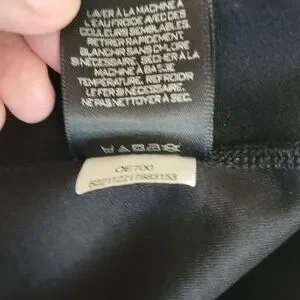 LAVER À LA MACHINE À
L'EAU FROIDE AVEC DES
COULEURS SEMBLABLES.
RETIRER RAPIDEMENT
BLANCHIR SANS CHLORE
SI NÉCESSAIRE. SÉCHER À LA
MACHINE À BASSE
TEMPÉRATURE. REFROIDIR
LE FER SI NÉCESSAIRE.
NE PAS NETTOYER À SEC.
OE700